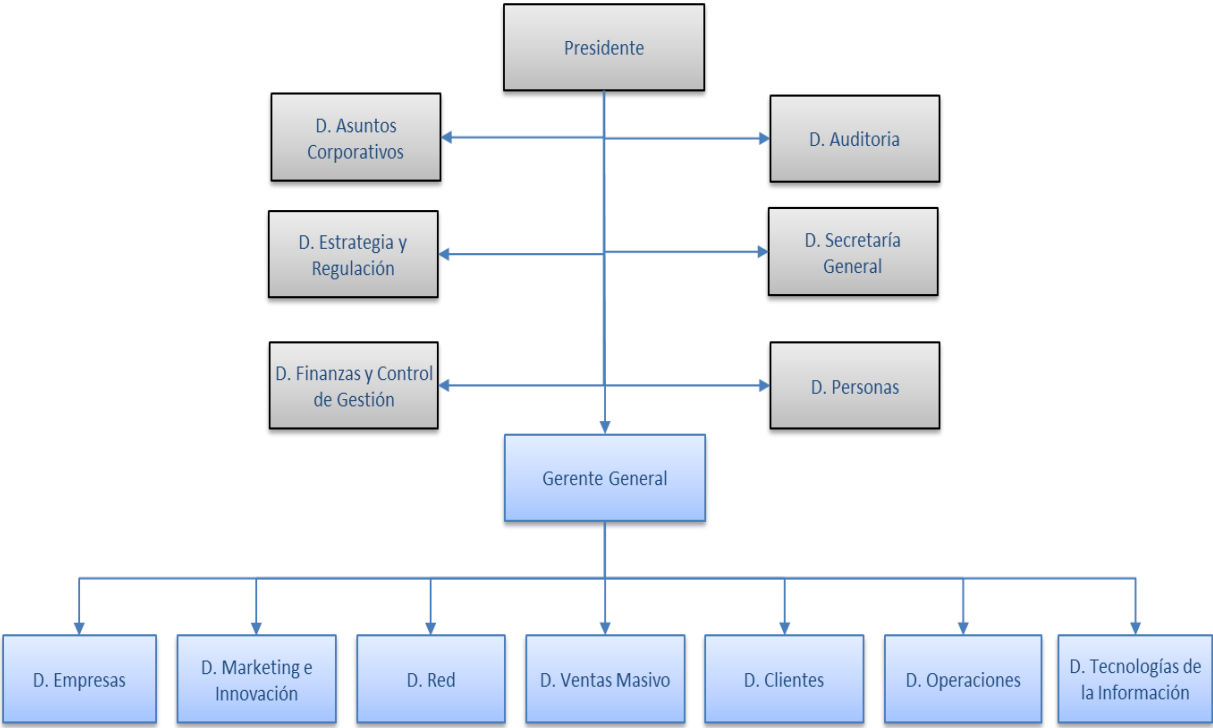 Presidente
D. Asuntos
Corporativos
D. Auditoria
D. Estrategia y
Regulación
D. Secretaría
General
D. Finanzas y Control
de Gestión
D. Personas
Gerente General
D. Empresas
D. Marketing e
Innovación
D. Red
D. Ventas Masivo
D. Clientes
D. Operaciones
D. Tecnologías de
la Información